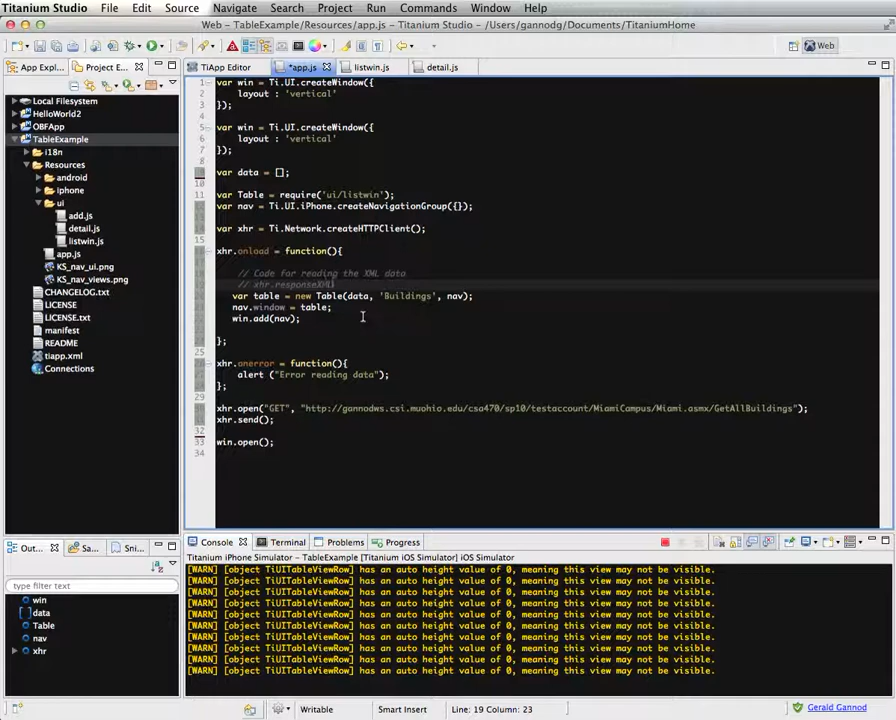 Titanium Studio File Edit Source Navigate Search Project Run Commands Window Help
Web – TableExample/Resources/app.js – Titanium Studio – /Users/gannodg/Documents/TitaniumHome
Web
App Expl...
Project E...
Local Filesystem
HelloWorld2
OBFApp
TableExample
i18n
Resources
android
iphone
ui
add.js
detail.js
listwin.js
app.js
KS_nav_ui.png
KS_nav_views.png
CHANGELOG.txt
LICENSE
LICENSE.txt
manifest
README
tiapp.xml
Connections
TiApp Editor
*app.js
listwin.js
detail.js
1 var win = Ti.UI.createWindow({
2 layout : 'vertical'
3 });
4
5 var win = Ti.UI.createWindow({
6 layout : 'vertical'
7 });
8
var data = [];
10
11 var Table = require('ui/listwin');
var nav = Ti.UI.iPhone.createNavigationGroup({});
var xhr = Ti.Network.createHTTPClient();
15
xhr.onload = function(){
// Code for reading the XML data
// xhr.responseXML
var table = new Table(data, 'Buildings', nav);
nav.window = table;
win.add(nav);
};
xhr.onerror = function(){
alert ("Error reading data");
};
xhr.open("GET", "http://gannodws.csi.muohio.edu/csa470/sp10/testaccount/MiamiCampus/Miami.asmx/GetAllBuildings");
xhr.send();
32
33 win.open();
34
Out...
Sa...
Sni...
type filter text
win
data
Table
nav
xhr
Console
Terminal
Problems
Progress
Titanium iPhone Simulator - TableExample [Titanium iOS Simulator] iOS Simulator)
[WARN] [object TiUITableViewRow] has an auto height value of 0, meaning this view may not be visible.
[WARN] [object TiUITableViewRow] has an auto height value of 0, meaning this view may not be visible.
[WARN] [object TiUITableViewRow] has an auto height value of 0, meaning this view may not be visible.
[WARN] [object TiUITableViewRow] has an auto height value of 0, meaning this view may not be visible.
[WARN] [object TiUITableViewRow] has an auto height value of 0, meaning this view may not be visible.
[WARN] [object TiUITableViewRow] has an auto height value of 0, meaning this view may not be visible.
[WARN] [object TiUITableViewRow] has an auto height value of 0, meaning this view may not be visible.
[WARN] [object TiUITableViewRow] has an auto height value of 0, meaning this view may not be visible.
[WARN] [object TiUITableViewRow] has an auto height value of 0, meaning this view may not be visible.
[WARN] [object TiUITableViewRow] has an auto height value of 0, meaning this view may not be visible.
Writable
Smart Insert
Line: 19 Column: 23
Gerald Gannod